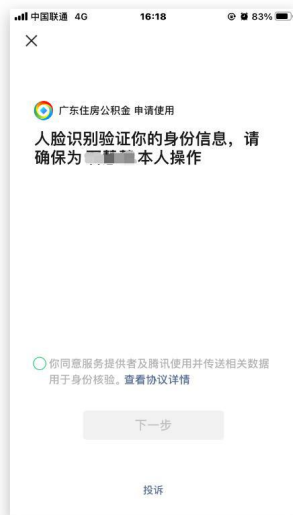 中国联通 4G 16:18 83%
广东住房公积金 申请使用
人脸识别验证你的身份信息，请
确保为 本人操作
你同意服务提供者及腾讯使用并传送相关数据
用于身份核验。查看协议详情
下一步
投诉